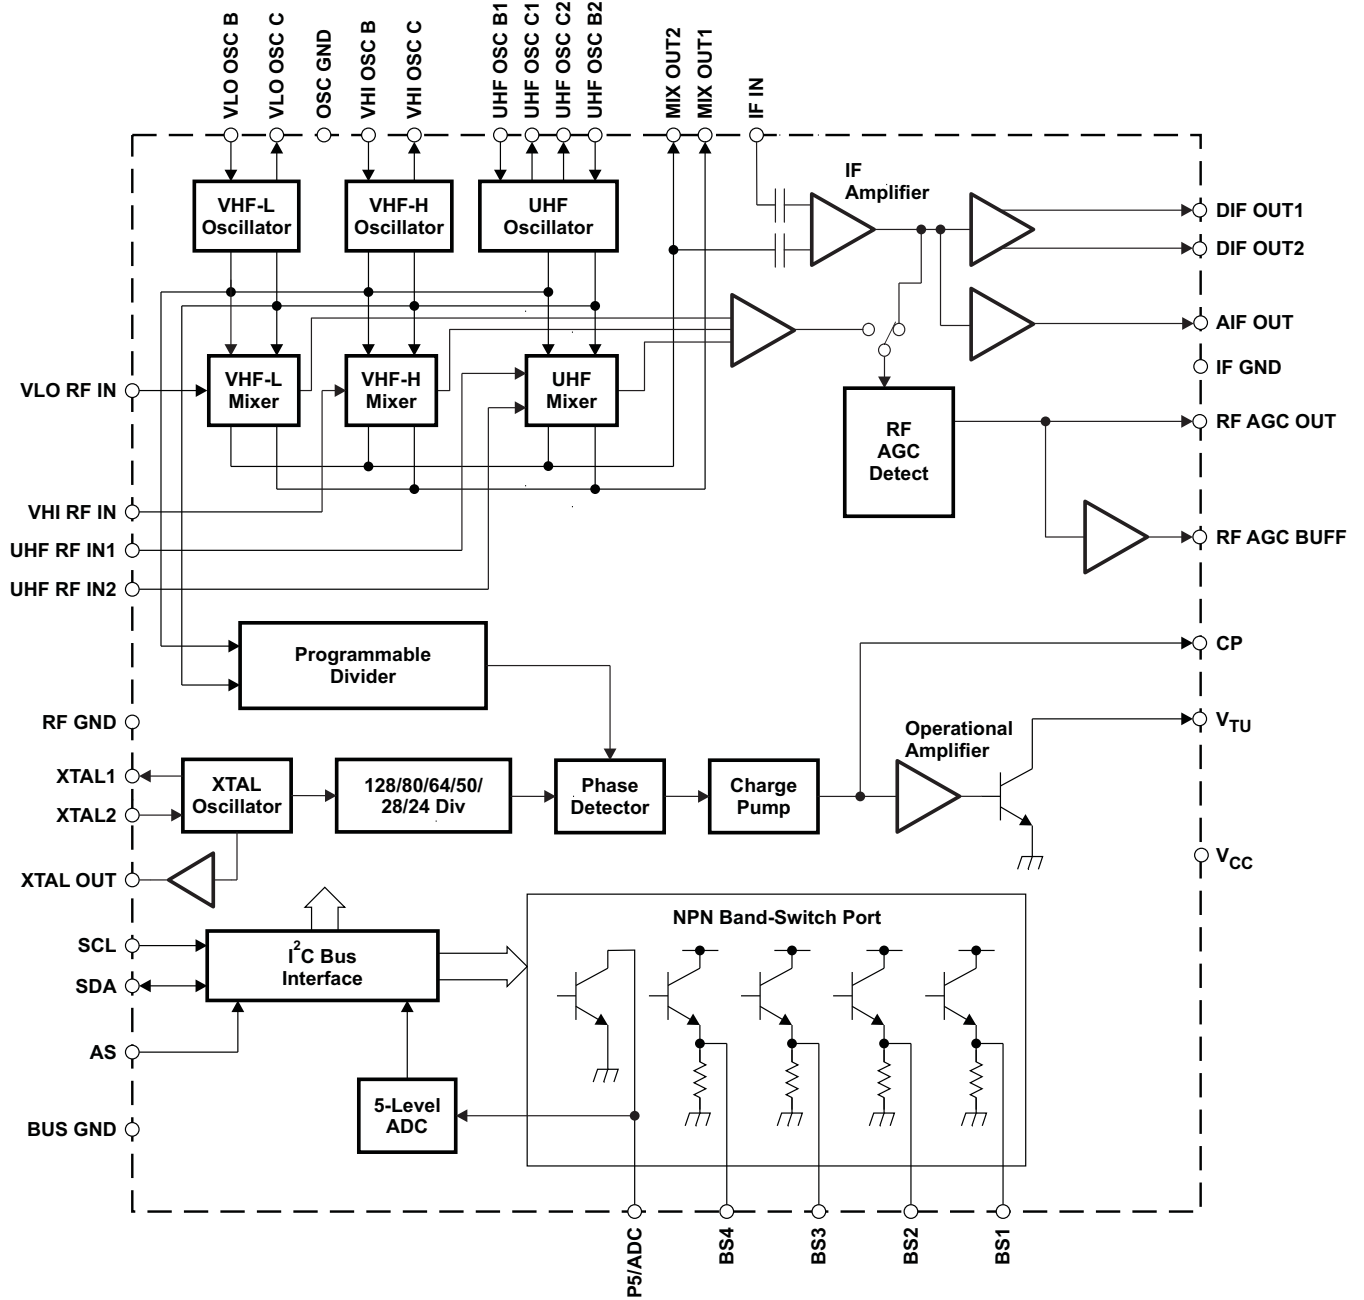 VLO OSC B
VLO OSC C
OSC GND
VHI OSC B
VHI OSC C
UHF OSC B1
UHF OSC C1
UHF OSC C2
UHF OSC B2
MIX OUT2
MIX OUT1
IF IN
VHF-L
Oscillator
VHF-H
Oscillator
UHF
Oscillator
IF
Amplifier
DIF OUT1
DIF OUT2
AIF OUT
IF GND
VLO RF IN
VHF-L
Mixer
VHF-H
Mixer
UHF
Mixer
RF
AGC
Detect
RF AGC OUT
VHI RF IN
UHF RF IN1
UHF RF IN2
RF AGC BUFF
Programmable
Divider
CP
RF GND
Operational
Amplifier
VTU
XTAL1
XTAL2
XTAL
Oscillator
128/80/64/50/
28/24 Div
Phase
Detector
Charge
Pump
VCC
XTAL OUT
SCL
SDA
I2C Bus
Interface
NPN Band-Switch Port
AS
5-Level
ADC
BUS GND
P5/ADC
BS4
BS3
BS2
BS1